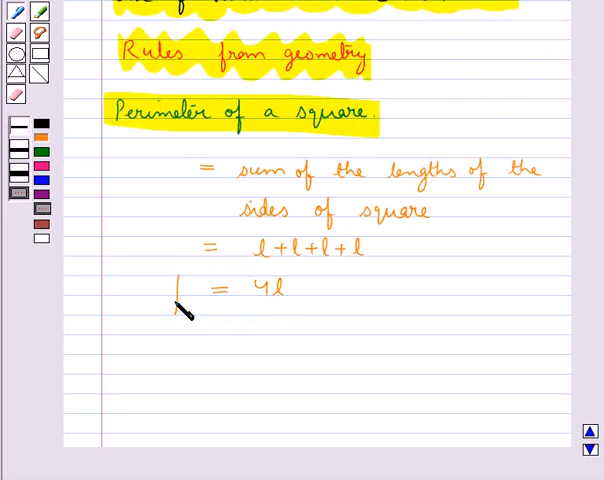 Rules from geometry
Perimeter of a square.
= sum of the lengths of the
sides of square
= l + l + l + l
= 4l